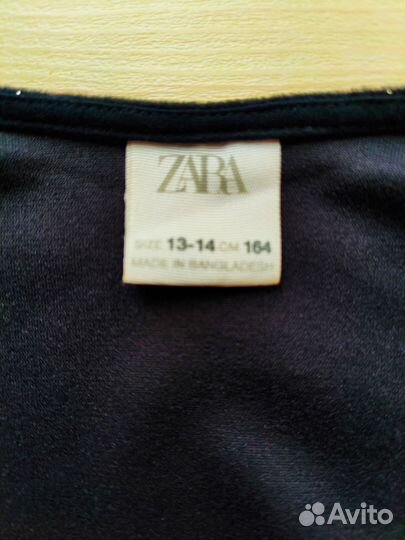 ZARA
SIZE 13-14 CM 164
MADE IN BANGLADESH
Avito